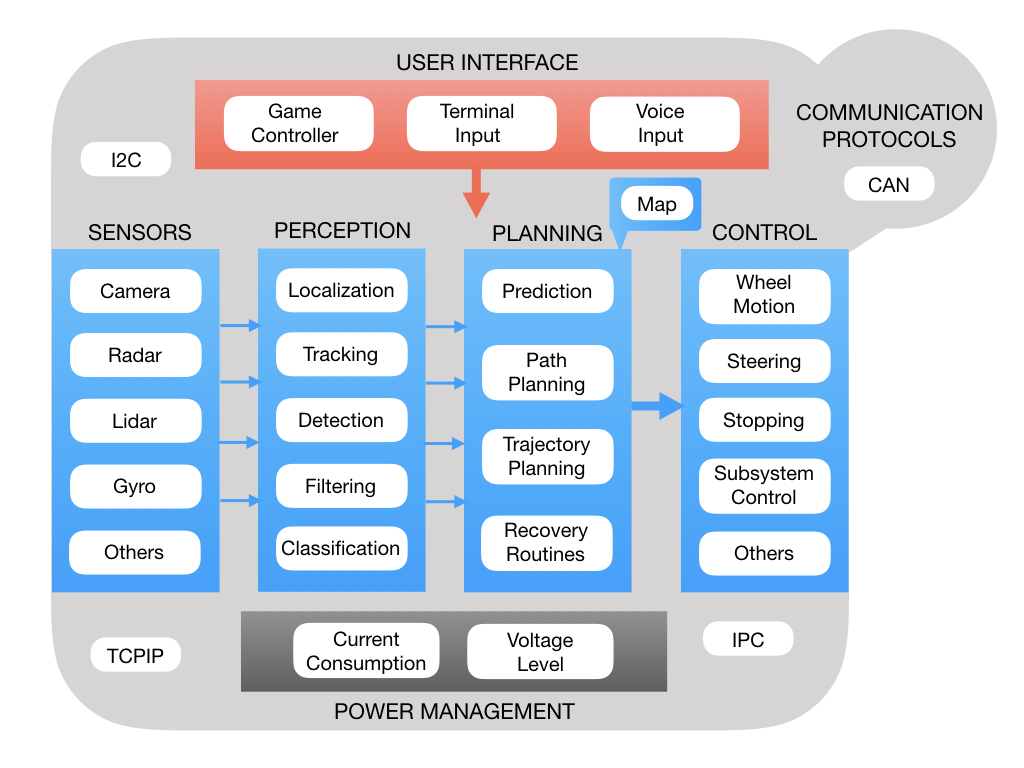 USER INTERFACE
Game
Controller
Terminal
Input
Voice
Input
COMMUNICATION
PROTOCOLS
I2C
CAN
Map
SENSORS
Camera
Radar
Lidar
Gyro
Others
PERCEPTION
Localization
Tracking
Detection
Filtering
Classification
PLANNING
Prediction
Path
Planning
Trajectory
Planning
Recovery
Routines
CONTROL
Wheel
Motion
Steering
Stopping
Subsystem
Control
Others
TCPIP
Current
Consumption
Voltage
Level
IPC
POWER MANAGEMENT